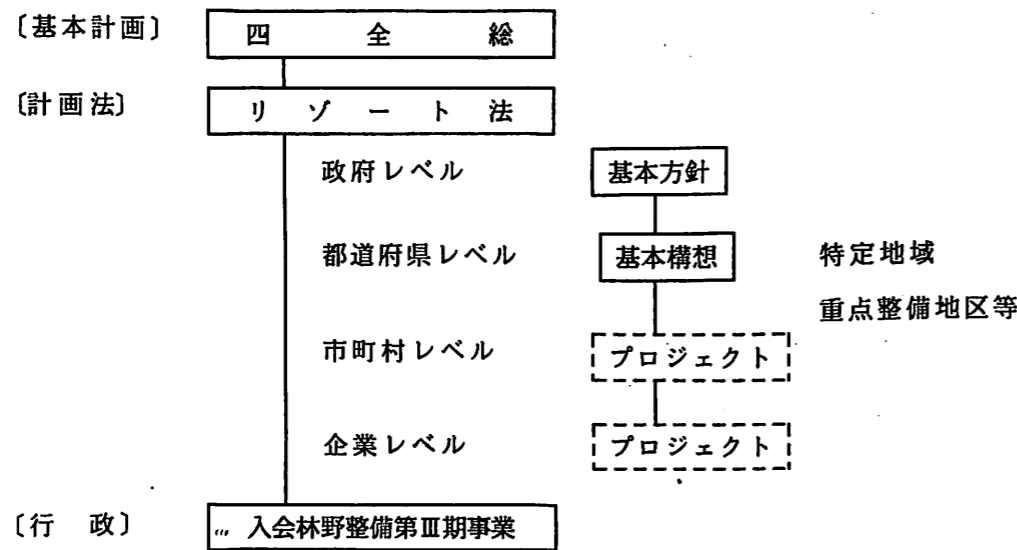 〔基本計画〕 四全総
〔計画法〕 リゾート法
政府レベル 基本方針
都道府県レベル 基本構想 特定地域
重点整備地区等
市町村レベル プロジェクト
企業レベル プロジェクト
〔行 政〕 入会林野整備第Ⅲ期事業